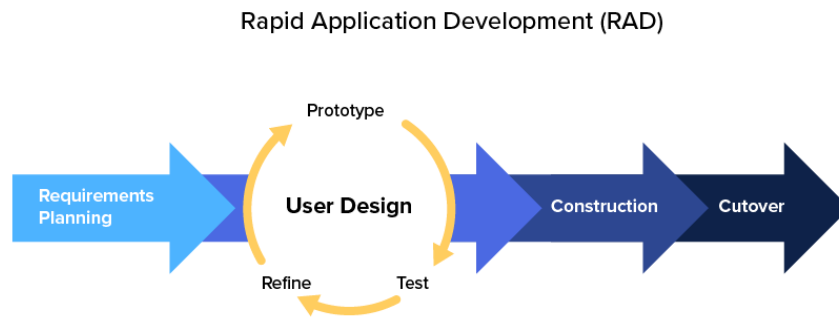 Rapid Application Development (RAD)
Prototype
Requirements
Planning
User Design
Construction
Cutover
Refine
Test